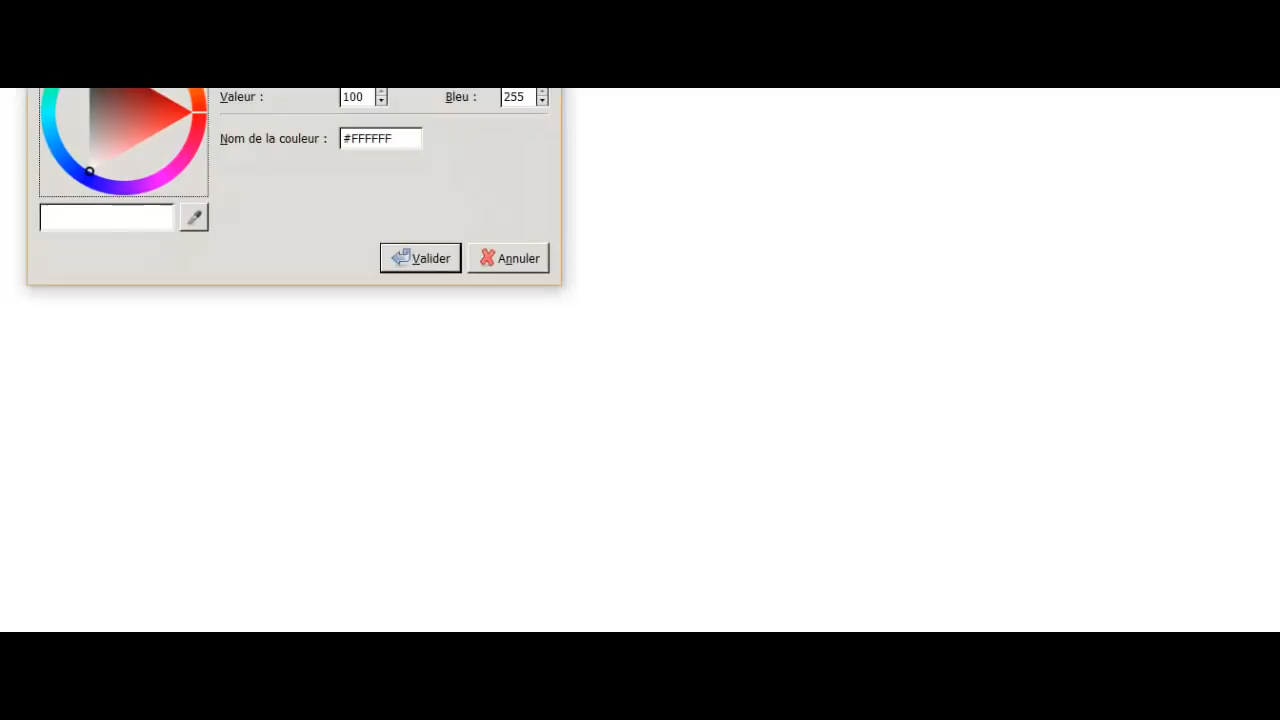 Valeur : 100 Bleu : 255
Nom de la couleur : #FFFFFF
Valider Annuler